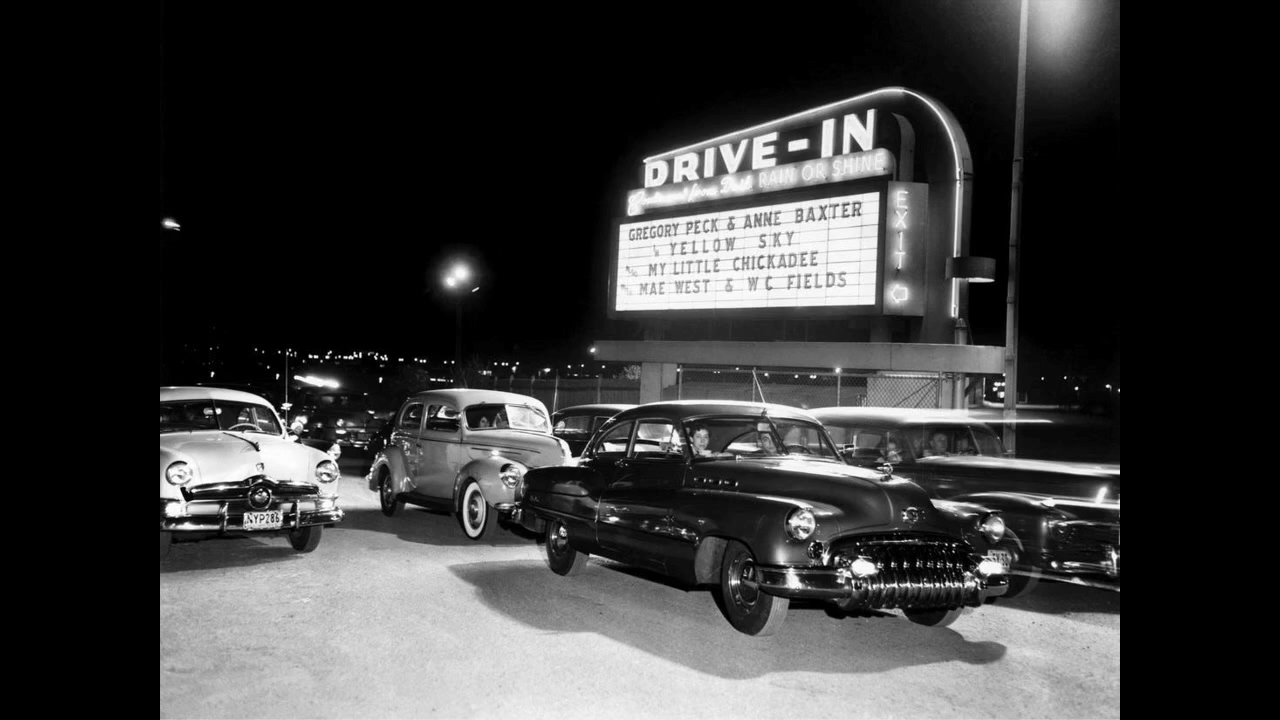 DRIVE-IN
RAIN OR SHINE
GREGORY PECK & ANNE BAXTER
YELLOW SKY
MY LITTLE CHICKADEE
MAE WEST & W C FIELDS
EXIT
NYP286